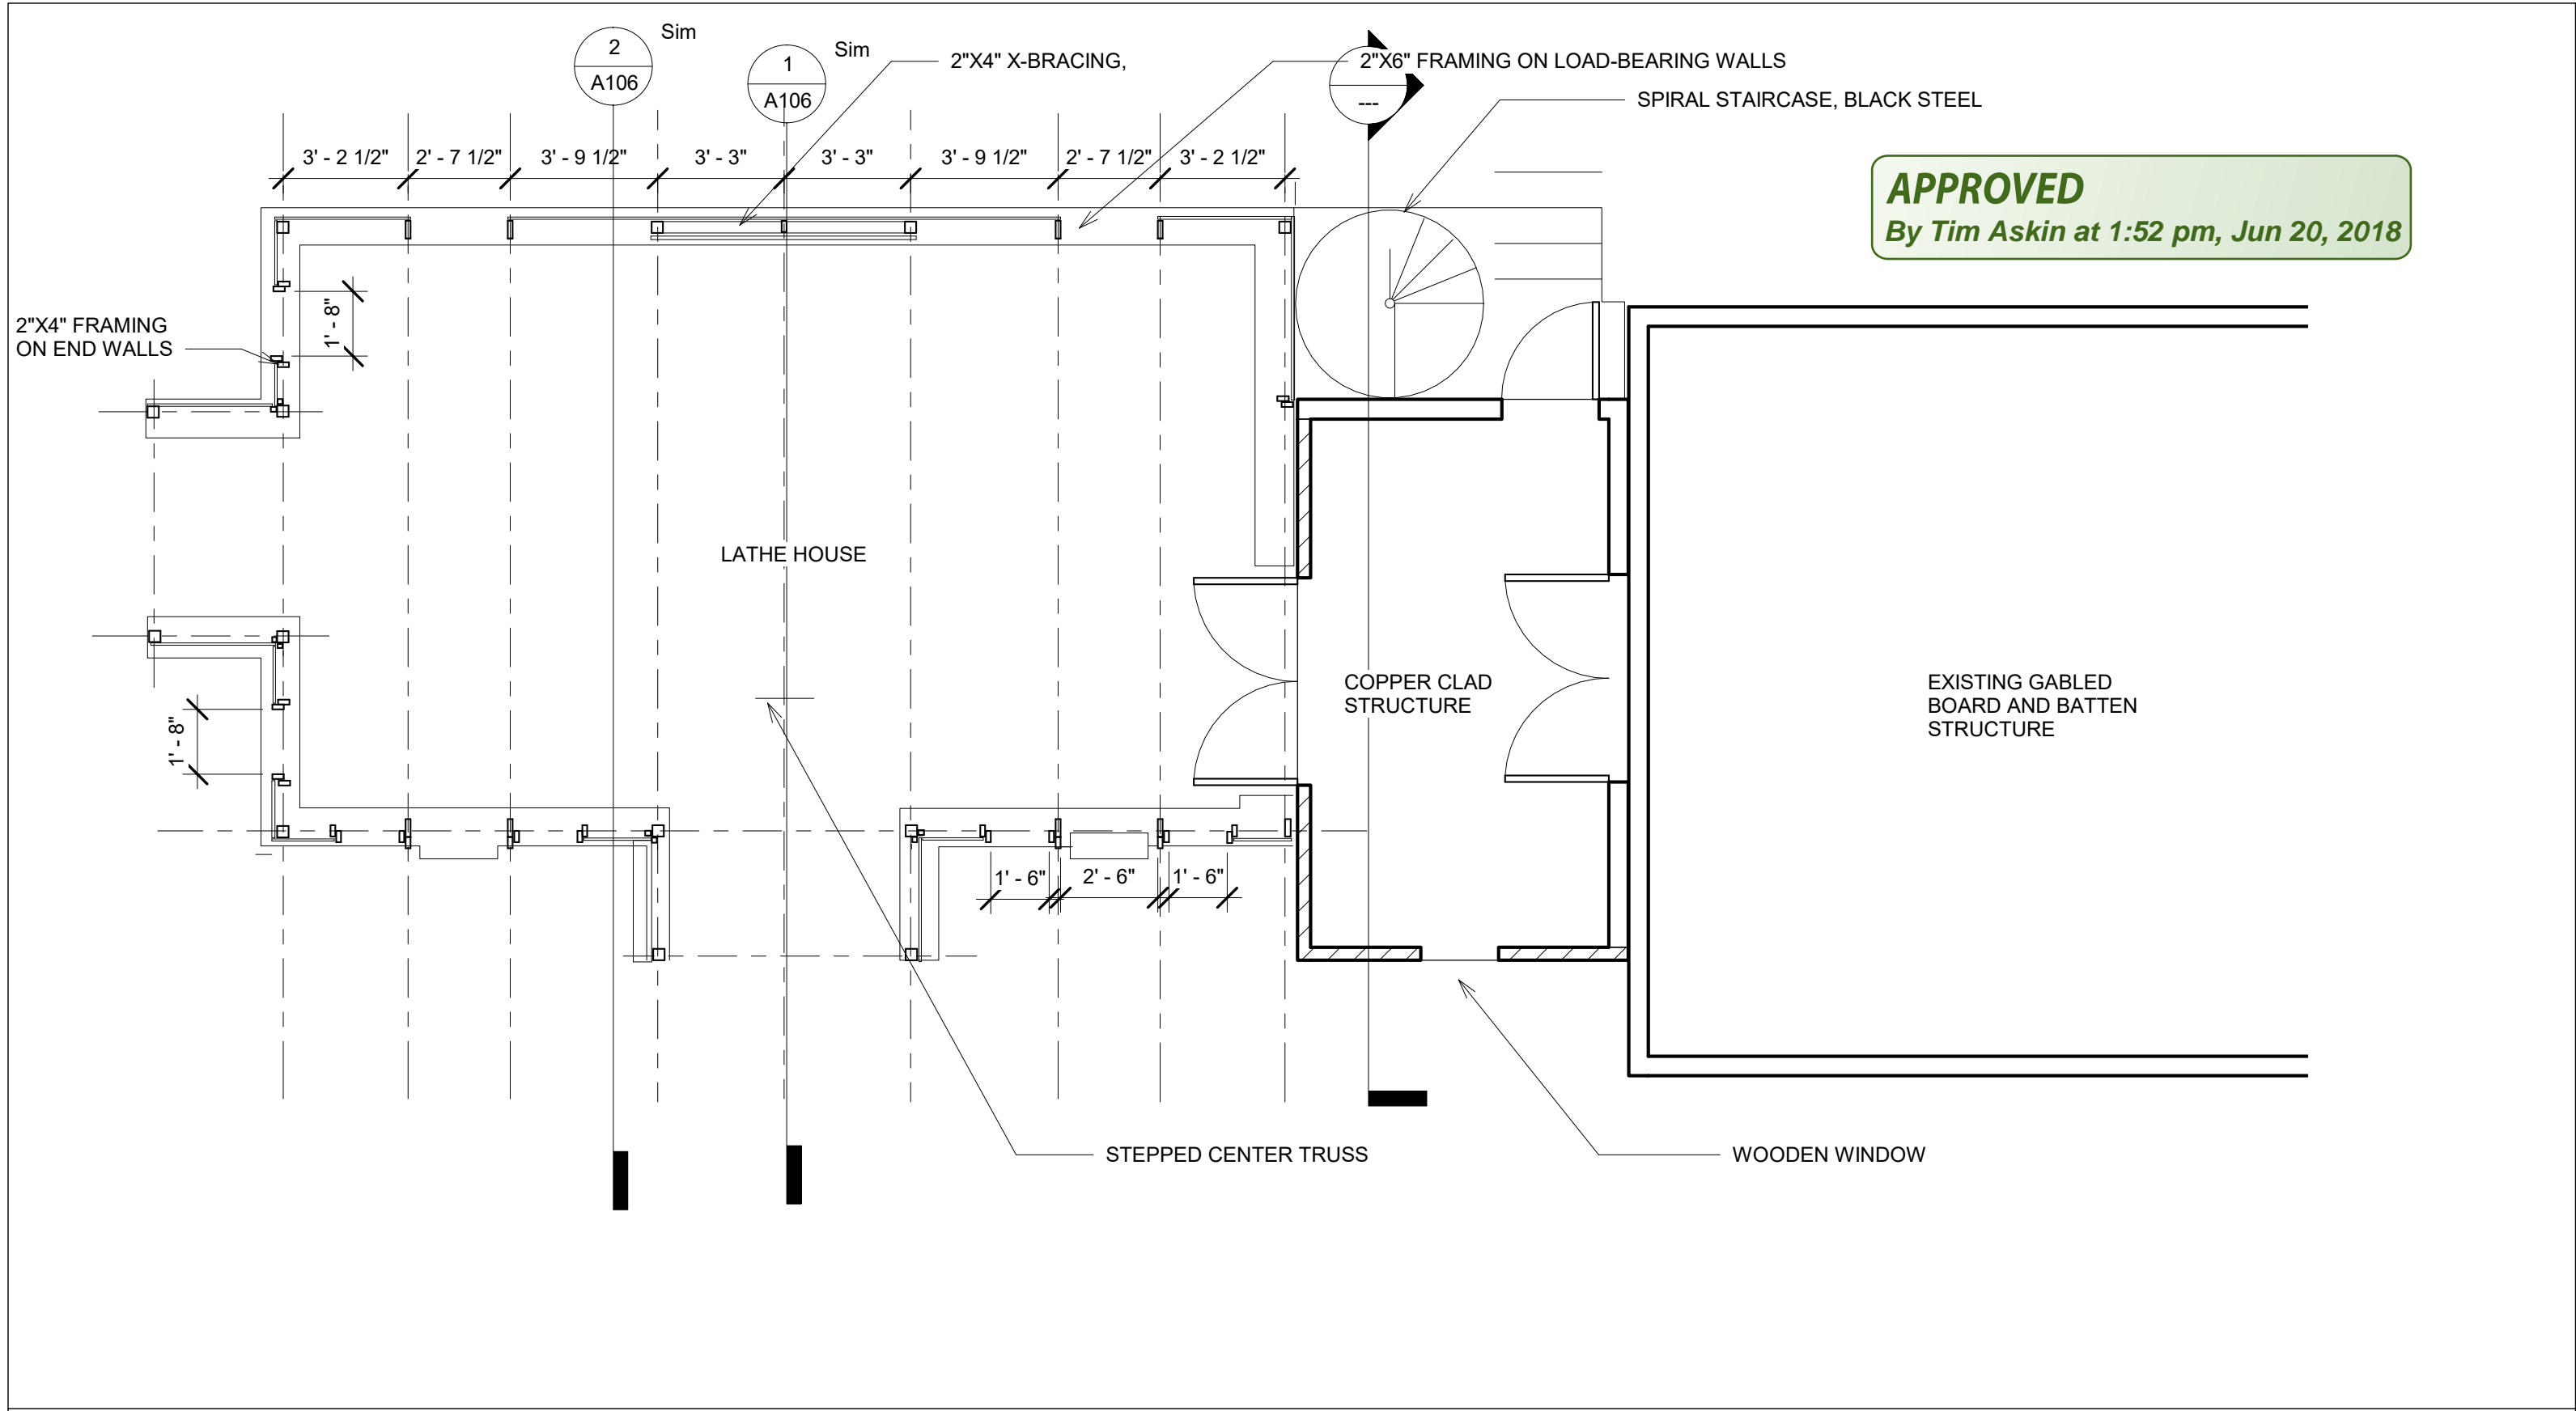 2
A106
Sim
1
A106
Sim
2"X4" X-BRACING,
2"X6" FRAMING ON LOAD-BEARING WALLS
---
SPIRAL STAIRCASE, BLACK STEEL
3' - 2 1/2"
2' - 7 1/2"
3' - 9 1/2"
3' - 3"
3' - 3"
3' - 9 1/2"
2' - 7 1/2"
3' - 2 1/2"
APPROVED
By Tim Askin at 1:52 pm, Jun 20, 2018
2"X4" FRAMING
ON END WALLS
1' - 8"
LATHE HOUSE
COPPER CLAD
STRUCTURE
EXISTING GABLED
BOARD AND BATTEN
STRUCTURE
1' - 8"
1' - 6"
2' - 6"
1' - 6"
STEPPED CENTER TRUSS
WOODEN WINDOW